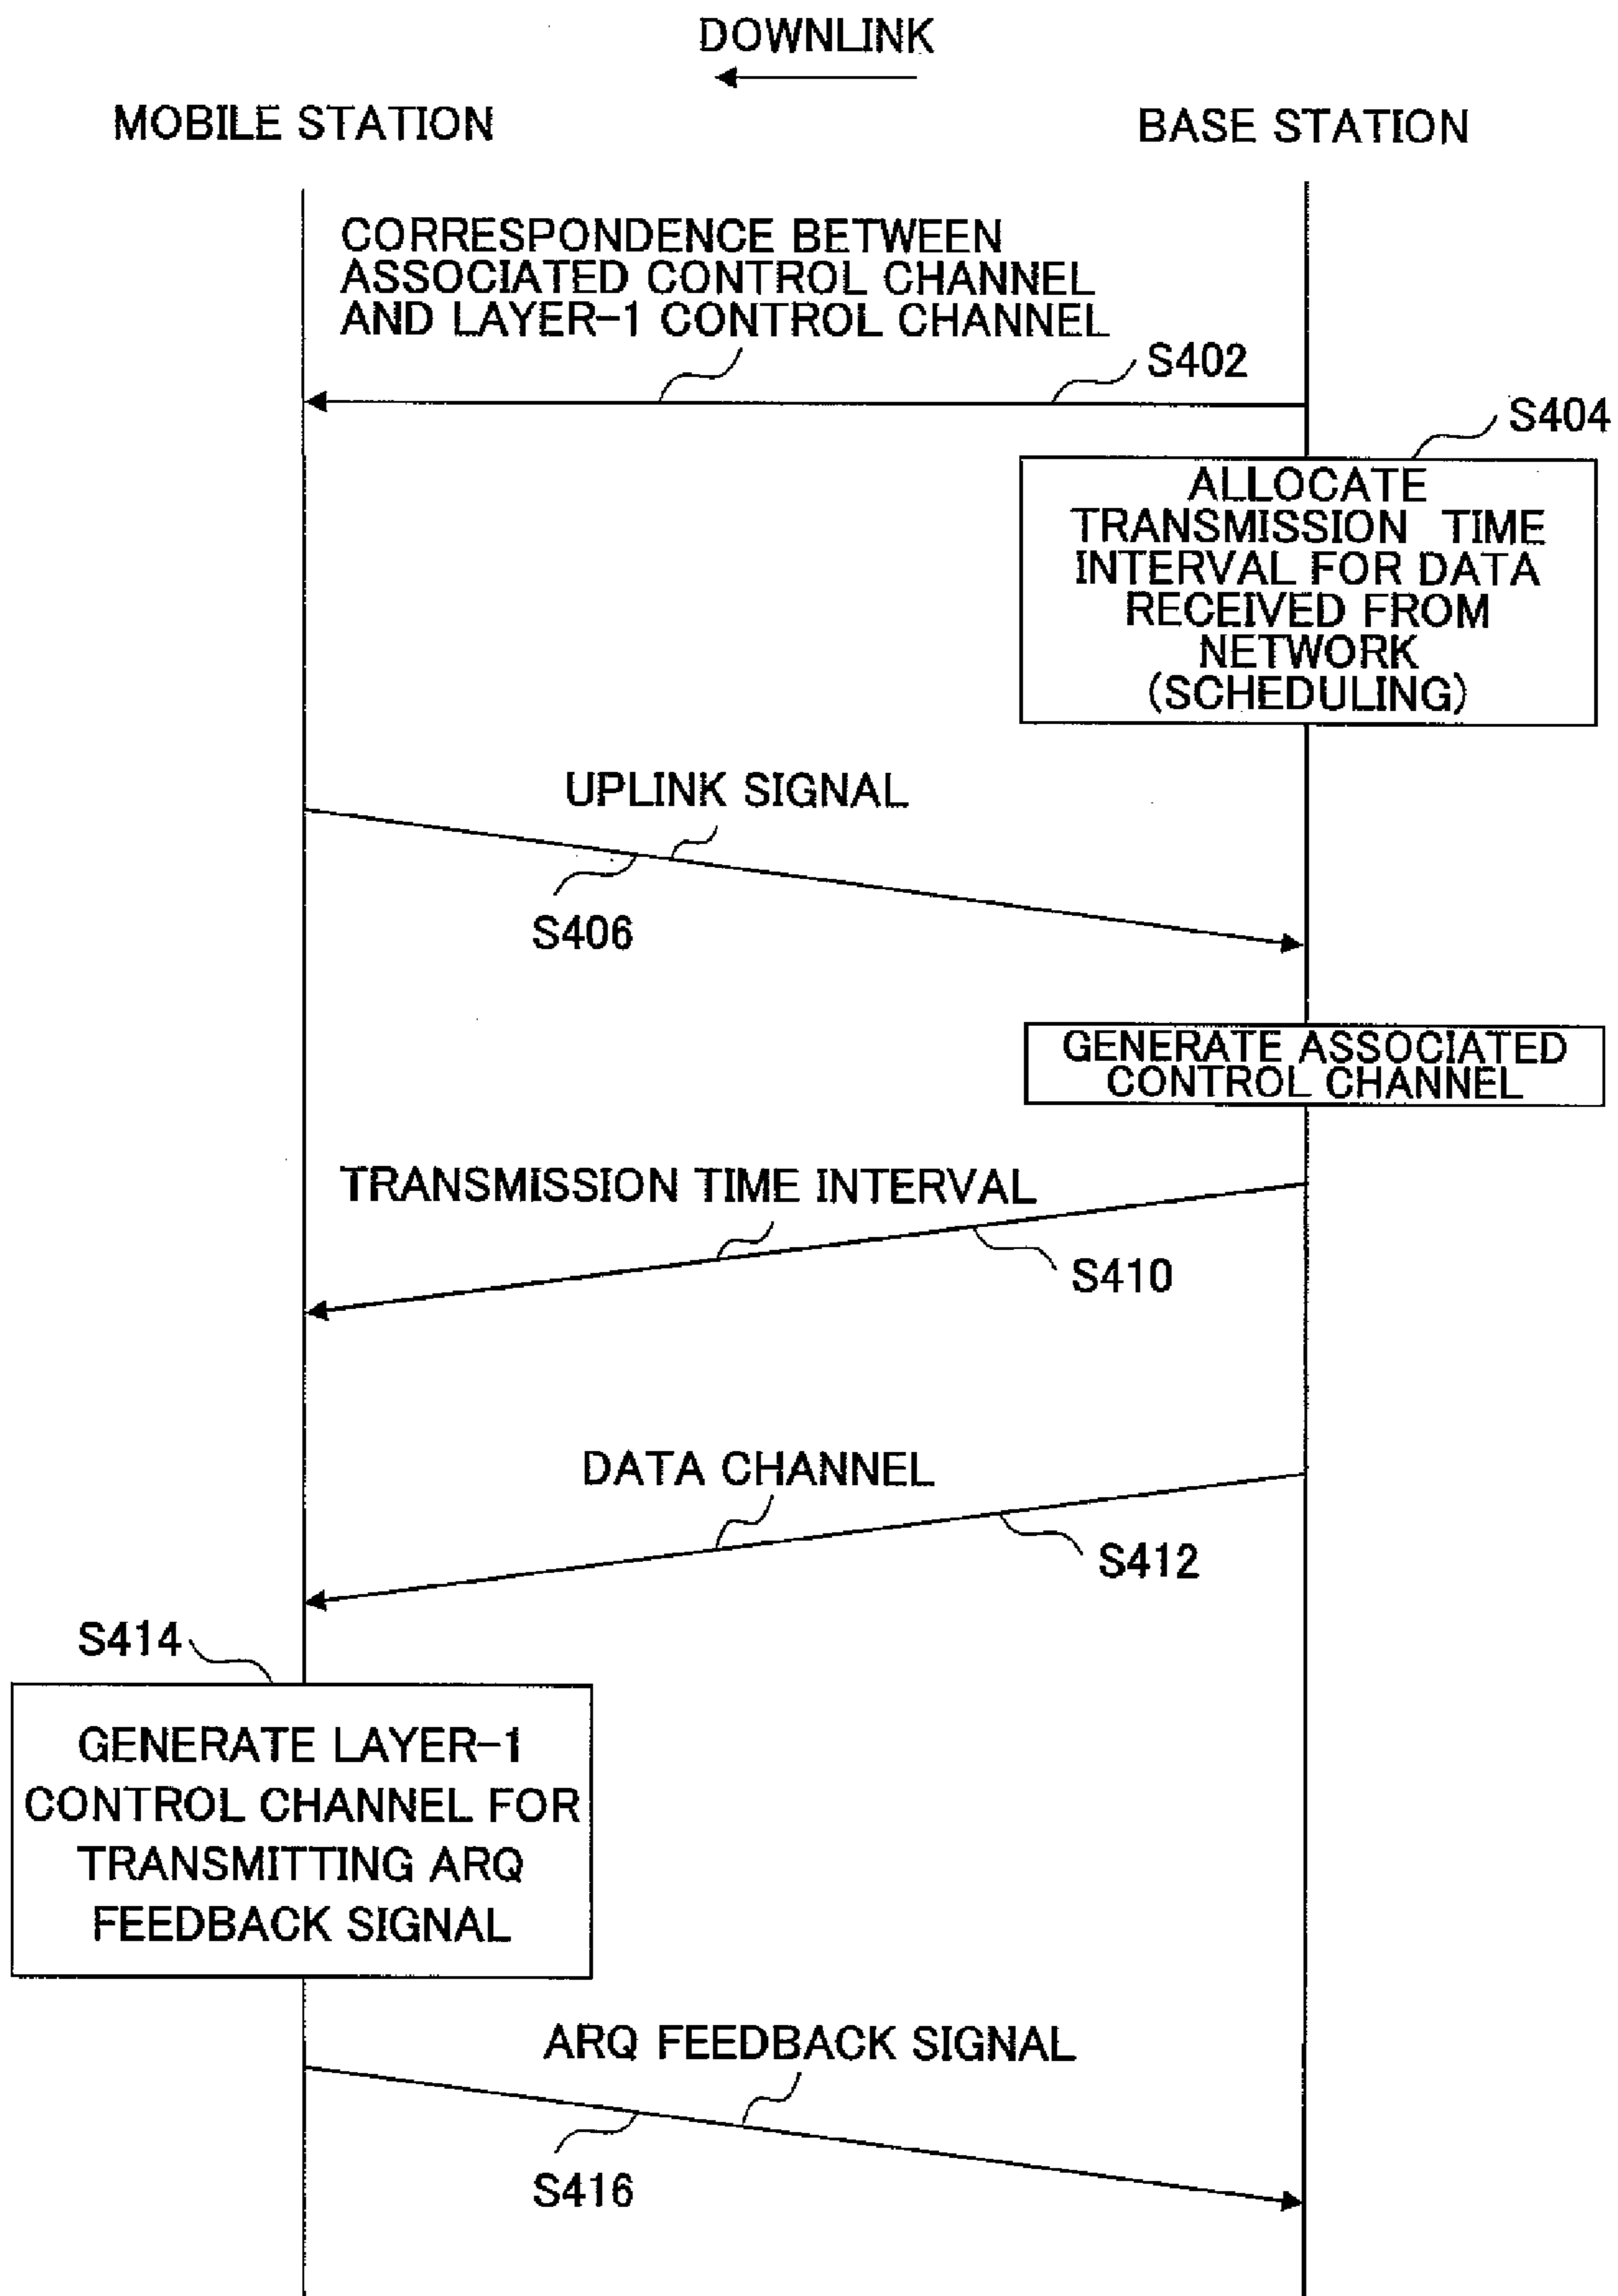 DOWNLINK
MOBILE STATION
BASE STATION
CORRESPONDENCE BETWEEN
ASSOCIATED CONTROL CHANNEL
AND LAYER-1 CONTROL CHANNEL
S402
S404
ALLOCATE
TRANSMISSION TIME
INTERVAL FOR DATA
RECEIVED FROM
NETWORK
(SCHEDULING)
UPLINK SIGNAL
S406
GENERATE ASSOCIATED
CONTROL CHANNEL
TRANSMISSION TIME INTERVAL
S410
DATA CHANNEL
S412
S414
GENERATE LAYER-1
CONTROL CHANNEL FOR
TRANSMITTING ARQ
FEEDBACK SIGNAL
ARQ FEEDBACK SIGNAL
S416